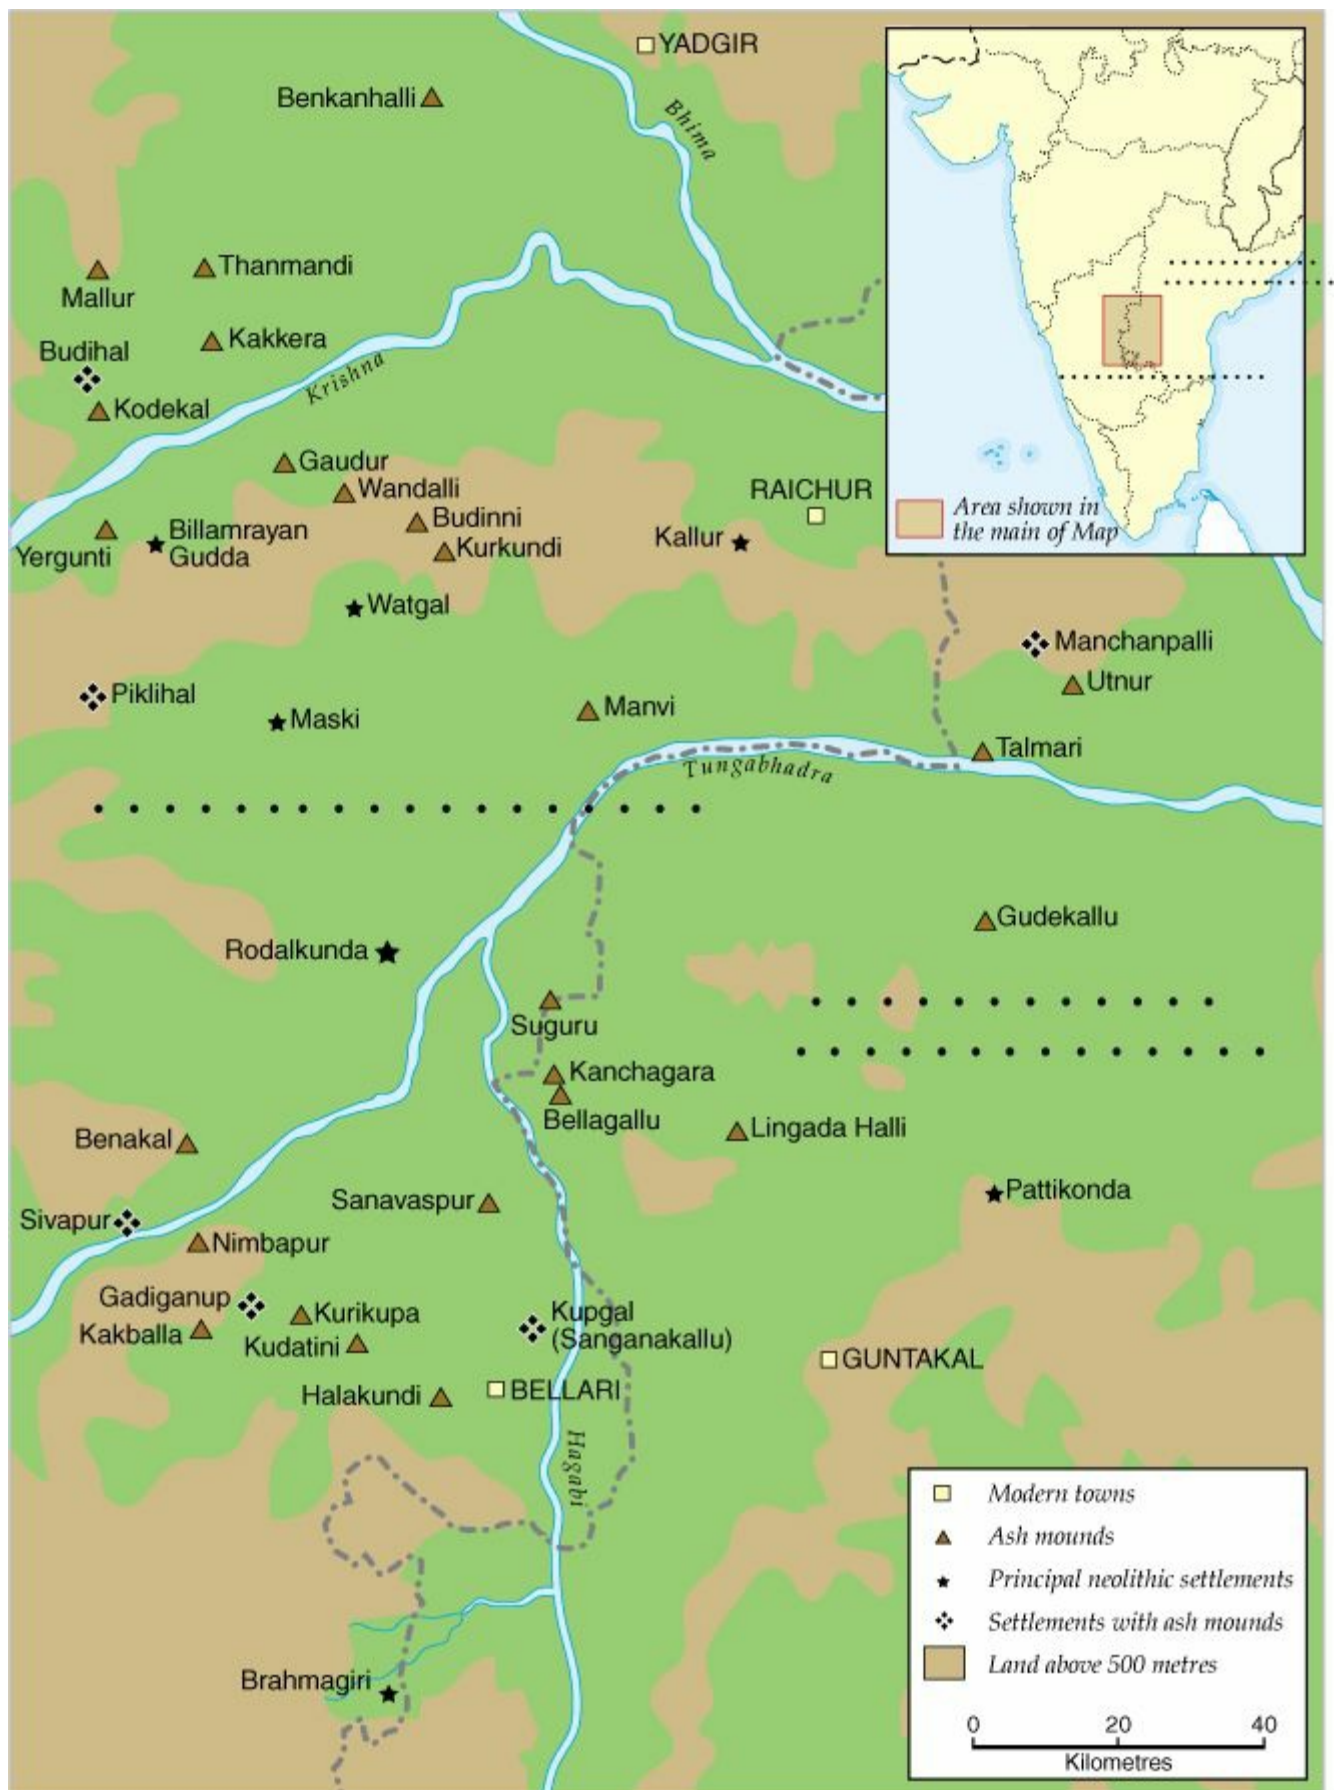 YADGIR
Benkanhalli
Bhima
Thanmandi
Mallur
Kakkera
Budihal
Krishna
Kodekal
Gaudur
Wandalli
RAICHUR
Budinni
Area shown in
the main of Map
Billamrayan
Gudda
Yergunti
Kurkundi
Kallur
Watgal
Manchanpalli
Utnur
Piklihal
Maski
Manvi
Talmari
Tungabhadra
Gudekallu
Rodalkunda
Suguru
Kanchagara
Bellagallu
Lingada Halli
Benakal
Pattikonda
Sanavaspur
Sivapur
Nimbapur
Gadiganup
Kurikupa
Kupgal
(Sanganakallu)
Kakballa
Kudatini
GUNTAKAL
Halakundi
BELLARI
Hagabi
Modern towns
Ash mounds
Principal neolithic settlements
Settlements with ash mounds
Land above 500 metres
Brahmagiri
0 20 40
Kilometres